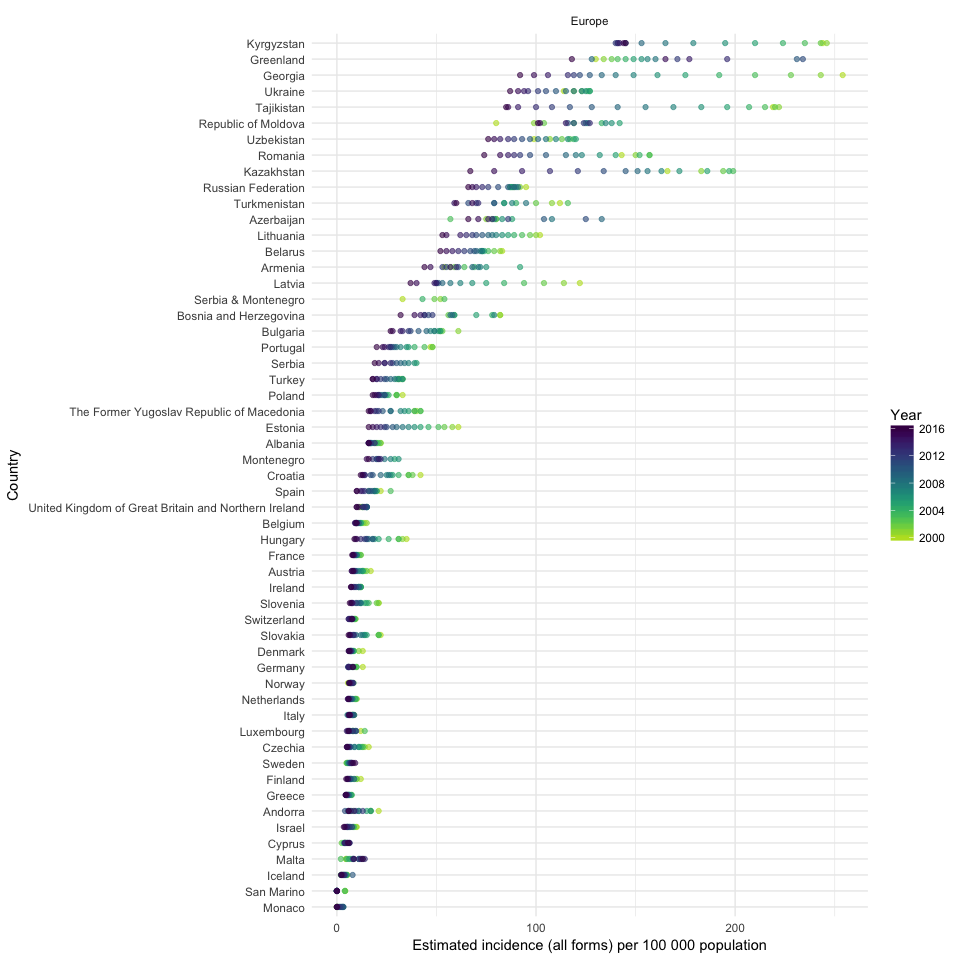 Europe
Kyrgyzstan
Greenland
Georgia
Ukraine
Tajikistan
Republic of Moldova
Uzbekistan
Romania
Kazakhstan
Russian Federation
Turkmenistan
Azerbaijan
Lithuania
Belarus
Armenia
Latvia
Serbia & Montenegro
Bosnia and Herzegovina
Bulgaria
Portugal
Serbia
Turkey
Poland
The Former Yugoslav Republic of Macedonia
Estonia
Albania
Montenegro
Croatia
Spain
United Kingdom of Great Britain and Northern Ireland
Belgium
Hungary
France
Austria
Ireland
Slovenia
Switzerland
Slovakia
Denmark
Germany
Norway
Netherlands
Italy
Luxembourg
Czechia
Sweden
Finland
Greece
Andorra
Israel
Cyprus
Malta
Iceland
San Marino
Monaco
Country
0 100 200
Estimated incidence (all forms) per 100 000 population
Year
2016
2012
2008
2004
2000